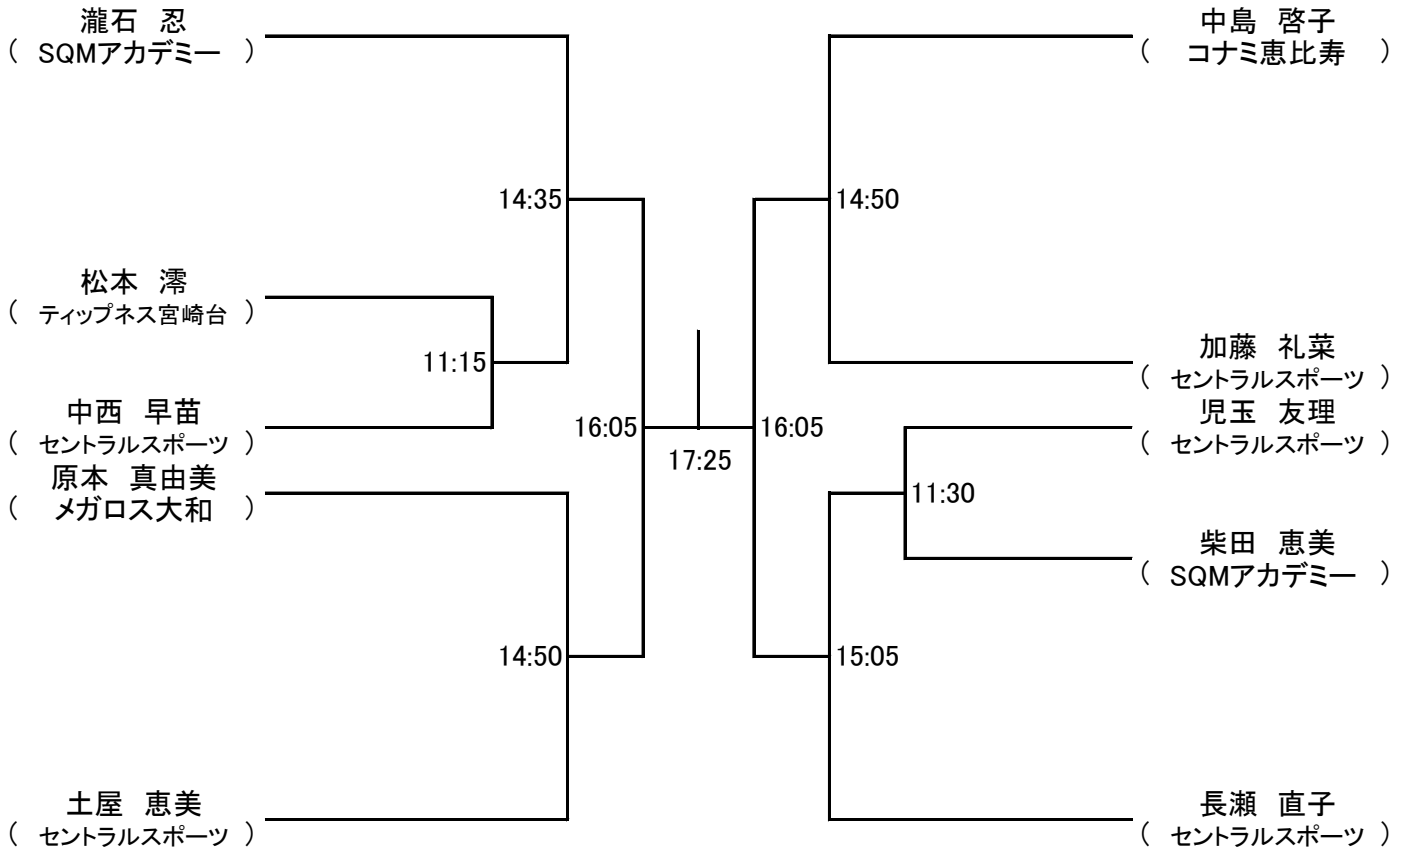 瀧石 忍
( SQMアカデミー )
14:35
松本 澪
( ティップネス宮崎台 )
11:15
中西 早苗
( セントラルスポーツ )
16:05
原本 真由美
( メガロス大和 )
14:50
土屋 恵美
( セントラルスポーツ )
17:25
中島 啓子
( コナミ恵比寿 )
14:50
加藤 礼菜
( セントラルスポーツ )
16:05
児玉 友理
( セントラルスポーツ )
11:30
柴田 恵美
( SQMアカデミー )
15:05
長瀬 直子
( セントラルスポーツ )